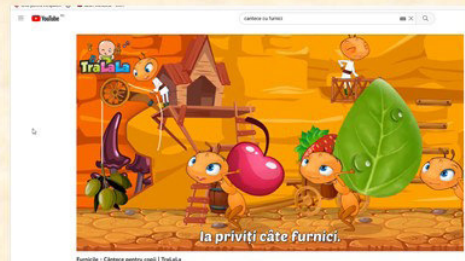 YouTube
cantece cu furnici
TraLaLa
Ia priviți câte furnici.
Furnicile - Cântece pentru copii | TraLaLa